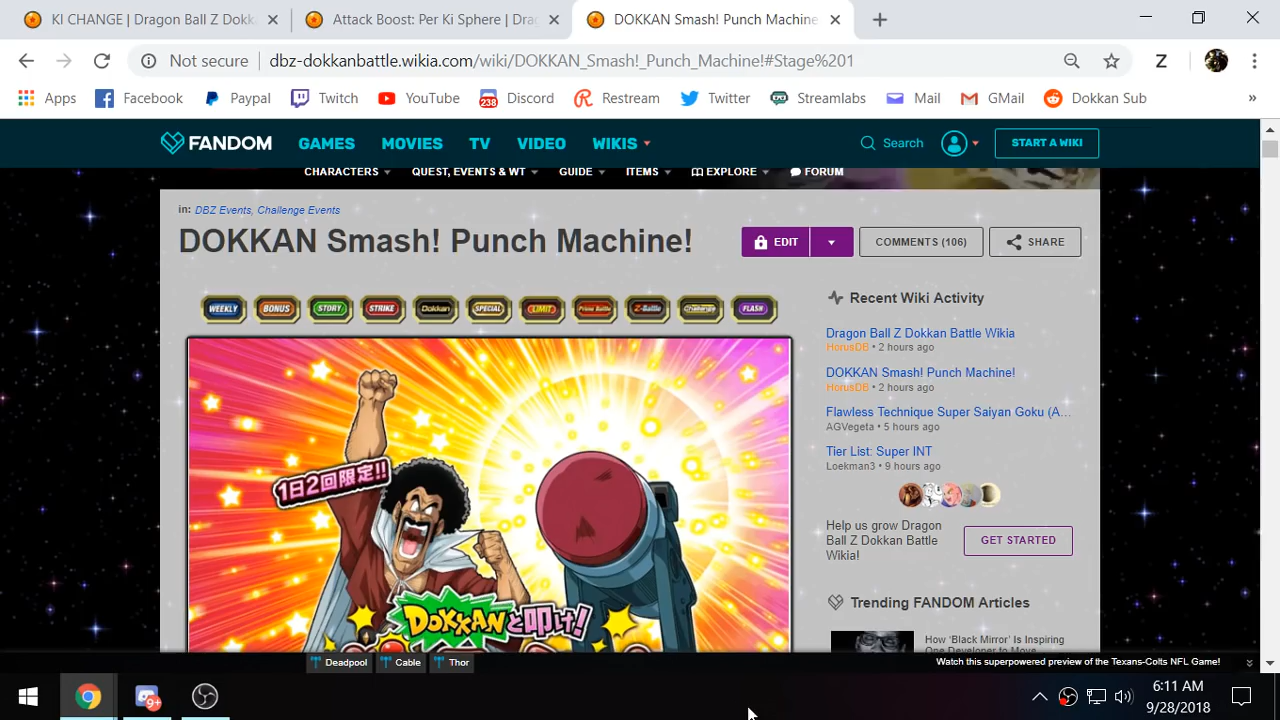 KI CHANGE | Dragon Ball Z Dokk
Attack Boost: Per Ki Sphere | Dra
DOKKAN Smash! Punch Machine
Not secure
dbz-dokkanbattle.wikia.com/wiki/DOKKAN_Smash!_Punch_Machine!#Stage%201
Z
Apps
Facebook
Paypal
Twitch
YouTube
238
Discord
Restream
Twitter
Streamlabs
Mail
GMail
Dokkan Sub
»
FANDOM
GAMES
MOVIES
TV
VIDEO
WIKIS
Search
START A WIKI
CHARACTERS
QUEST, EVENTS & WT
GUIDE
ITEMS
EXPLORE
FORUM
in: DBZ Events, Challenge Events
DOKKAN Smash! Punch Machine!
EDIT
COMMENTS (106)
SHARE
WEEKLY
BONUS
STORY
STRIKE
Dokkan
SPECIAL
LIMIT
Prime Battle
Z-Battle
Challenge
FLASH
1日2回限定!!
DOKKANと叩け!
Recent Wiki Activity
Dragon Ball Z Dokkan Battle Wikia
HorusDB • 2 hours ago
DOKKAN Smash! Punch Machine!
HorusDB • 2 hours ago
Flawless Technique Super Saiyan Goku (A...
AGVegeta • 5 hours ago
Tier List: Super INT
Loekman3 • 9 hours ago
Help us grow Dragon
Ball Z Dokkan Battle
Wikia!
GET STARTED
Trending FANDOM Articles
How ‘Black Mirror’ Is Inspiring
One Developer to Move
Deadpool
Cable
Thor
Watch this superpowered preview of the Texans-Colts NFL Game!
9+
6:11 AM
9/28/2018